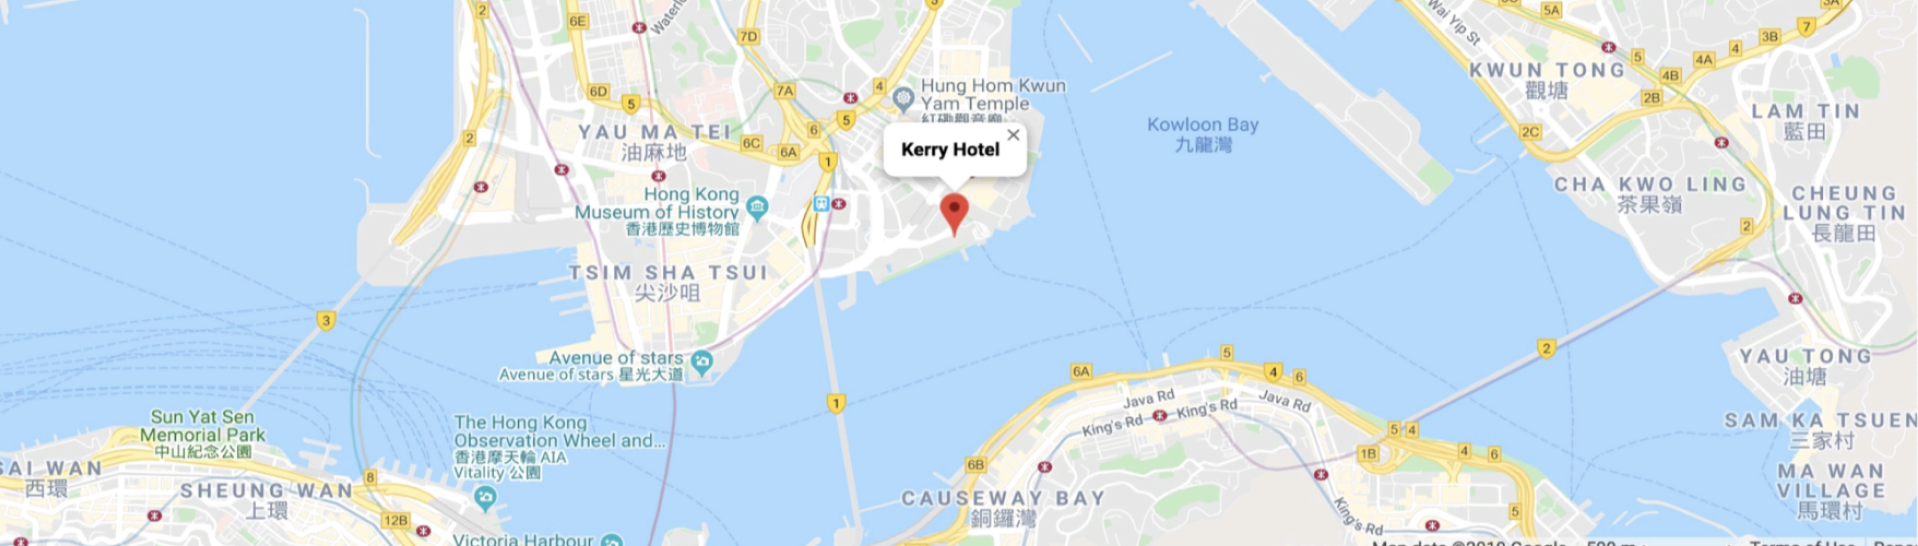 2
6E
Waterlo
7D
3
5A
Wai Yip St
3A
7
3B
4
4A
5
4B
2B
KWUN TONG
觀塘
6D
5
7A
4
Hung Hom Kwun
Yam Temple
紅磡觀音廟
5
6
6C
6A
1
2
YAU MA TEI
油麻地
Kerry Hotel
Kowloon Bay
九龍灣
2C
LAM TIN
藍田
CHA KWO LING
茶果嶺
CHEUNG
LUNG TIN
長龍田
2
Hong Kong
Museum of History
香港歷史博物館
TSIM SHA TSUI
尖沙咀
3
Avenue of stars
Avenue of stars 星光大道
1
2
6A
5
4
6
Java Rd
King's Rd
King's Rd
Java Rd
YAU TONG
油塘
SAM KA TSUEN
三家村
MA WAN
VILLAGE
馬環村
Sun Yat Sen
Memorial Park
中山紀念公園
The Hong Kong
Observation Wheel and...
香港摩天輪 AIA
Vitality 公園
SAI WAN
西環
SHEUNG WAN
上環
8
12B
Victoria Harbour
6B
CAUSEWAY BAY
銅鑼灣
5
4
1B
4
6
5
King's Rd
Map data ©2019 Google
500 m
Terms of Use